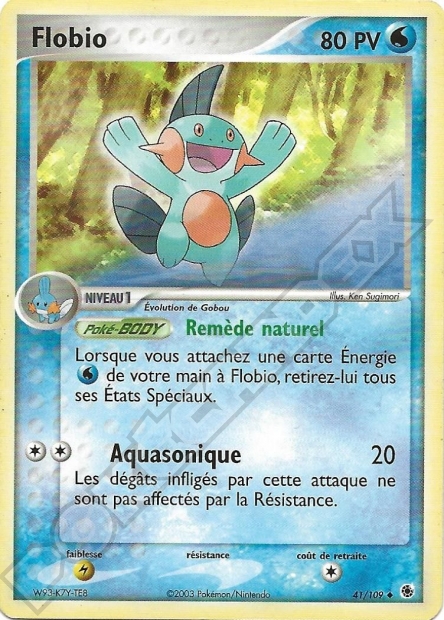 Flobio 80 PV
Illus. Ken Sugimori
NIVEAU 1
Évolution de Gobou
Poké-BODY Remède naturel
Lorsque vous attachez une carte Énergie
de votre main à Flobio, retirez-lui tous
ses États Spéciaux.
Aquasonique 20
Les dégâts infligés par cette attaque ne
sont pas affectés par la Résistance.
faiblesse résistance coût de retraite
W93-K7Y-TE8 ©2003 Pokémon/Nintendo 41/109